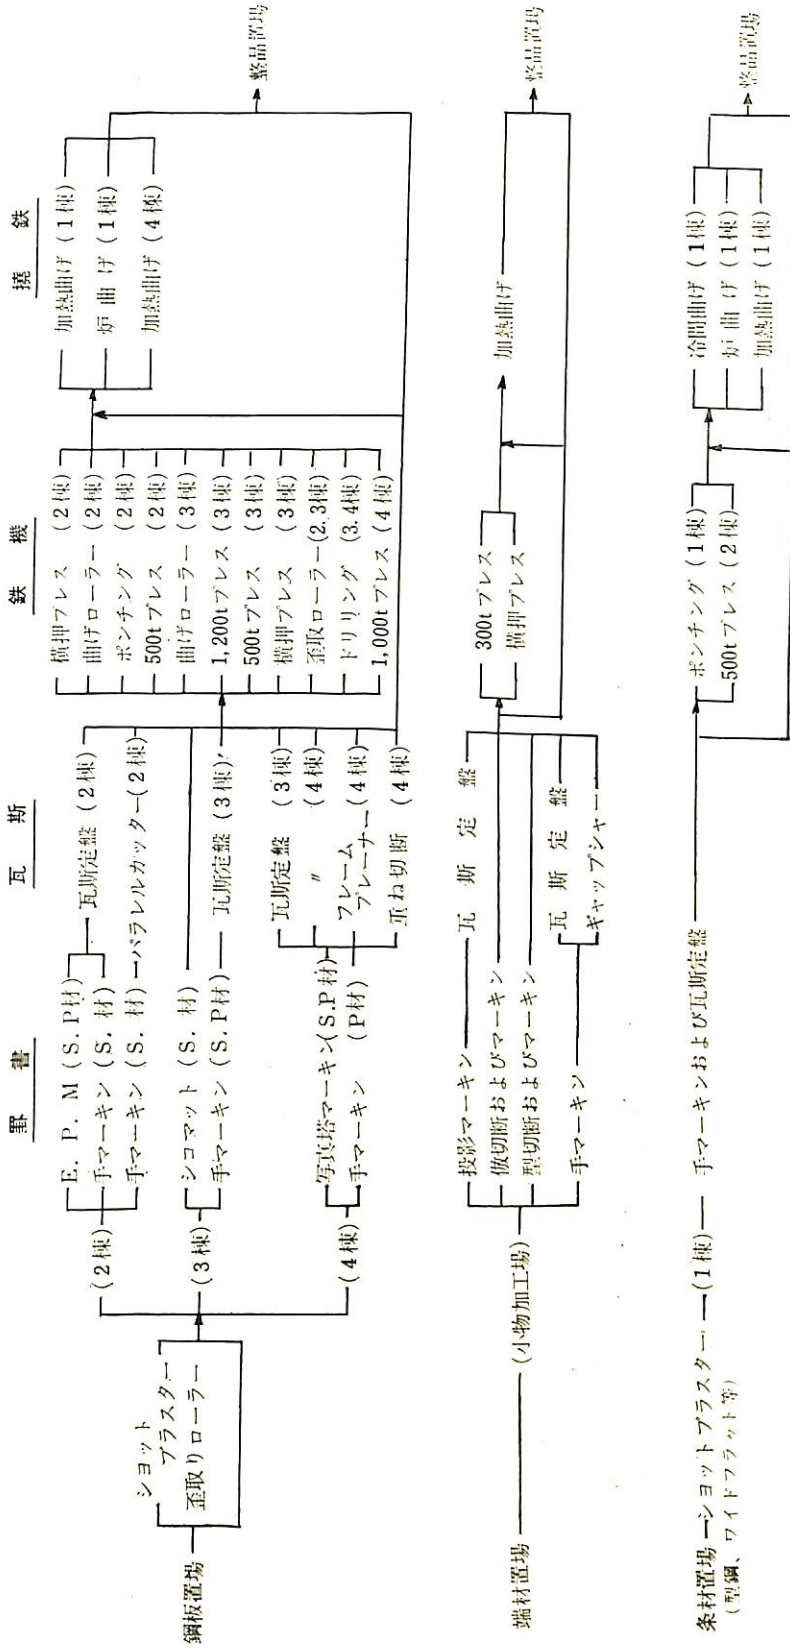 罫書
瓦斯
鉄機
撓鉄
鋼板置場
ショット
ブラスター
歪取りローラー
(2棟)
E. P. M (S. P材)
手マーキン (S. 材)
手マーキン (S. 材)
瓦斯定盤 (2棟)
パラレルカッター (2棟)
(3棟)
ショマット (S. 材)
手マーキン (S. P材)
瓦斯定盤 (3棟)
(4棟)
写真塔マーキン (S.P材)
手マーキン (P材)
瓦斯定盤 (3棟)
〃 (4棟)
フレーム
プレーナー (4棟)
重ね切断 (4棟)
横押プレス (2棟)
曲げローラー (2棟)
ポンチング (2棟)
500tプレス (2棟)
曲げローラー (3棟)
1,200tプレス (3棟)
500tプレス (3棟)
横押プレス (3棟)
歪取ローラー (2.3棟)
ドリリング (3.4棟)
1,000tプレス (4棟)
加熱曲げ (1棟)
炉曲げ (1棟)
加熱曲げ (4棟)
整品置場
端材置場
(小物加工場)
投影マーキン
倣切断およびマーキン
型切断およびマーキン
手マーキン
瓦斯定盤
瓦斯定盤
ギャップシャー
300tプレス
横押プレス
加熱曲げ
整品置場
条材置場
(型鋼、ワイドフラット等)
ショットブラスター
(1棟)
手マーキンおよび瓦斯定盤
ポンチング (1棟)
500tプレス (2棟)
冷間曲げ (1棟)
炉曲げ (1棟)
加熱曲げ (1棟)
整品置場